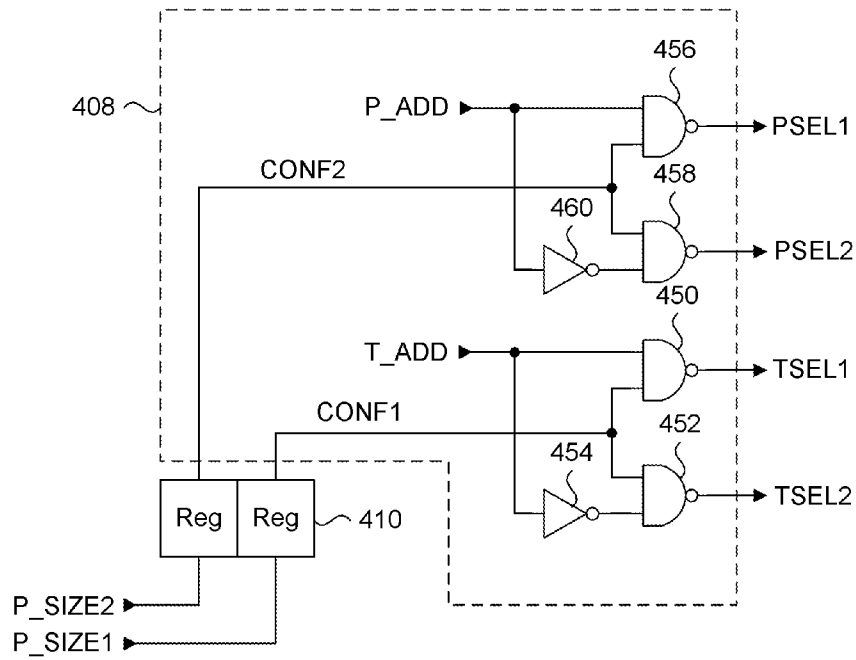 456
408
P_ADD
PSEL1
CONF2
458
460
PSEL2
450
T_ADD
TSEL1
CONF1
452
454
TSEL2
Reg
Reg
410
P_SIZE2
P_SIZE1